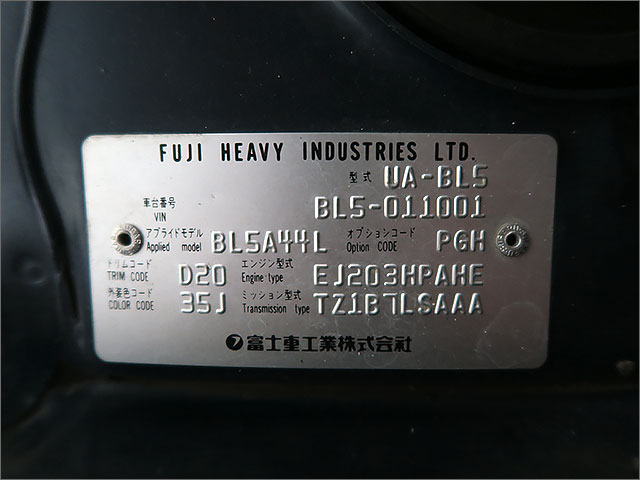 FUJI HEAVY INDUSTRIES LTD.
型式 UA-BL5
車台番号 VIN BL5-011001
アプライドモデル Applied model BL5A44L オプションコード Option CODE PGH
トリムコード TRIM CODE D20 エンジン型式 Engine type EJ203HPAHE
外装色コード COLOR CODE 35J ミッション型式 Transmission type TZ1B7LSAAA
富士重工業株式会社